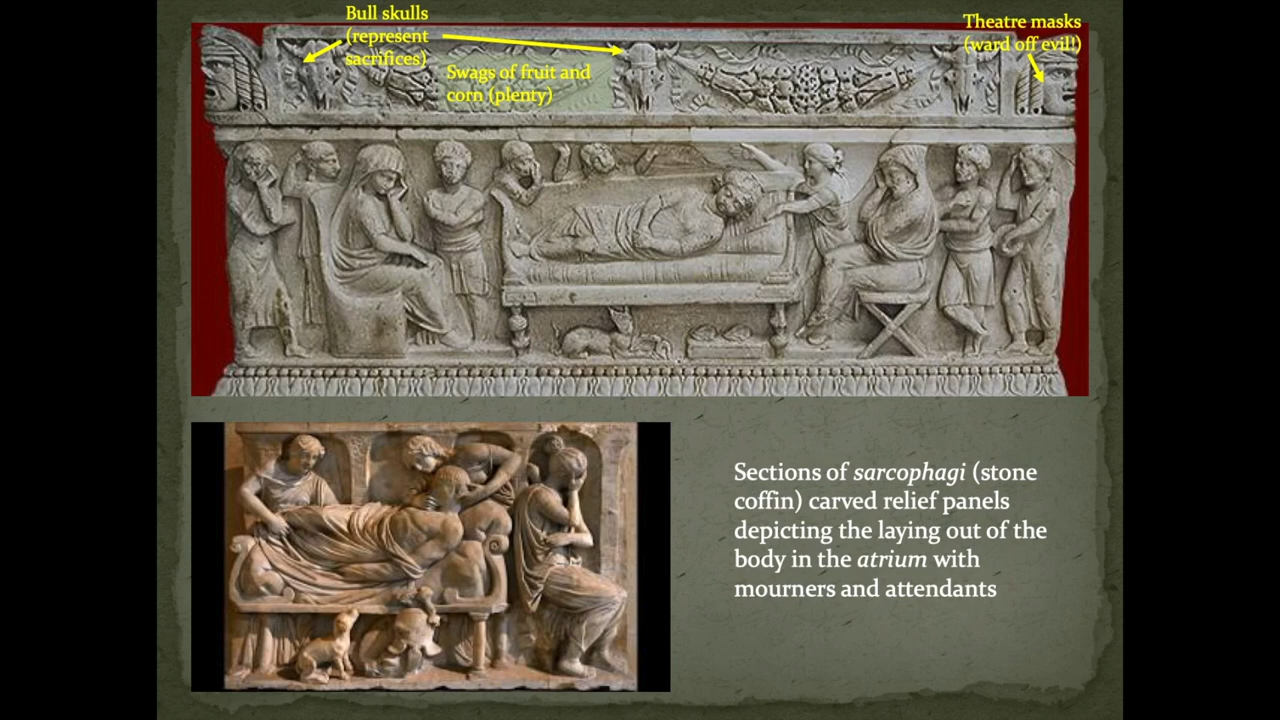 Bull skulls
(represent
sacrifices)
Swags of fruit and
corn (plenty)
Theatre masks
(ward off evil!)
Sections of sarcophagi (stone
coffin) carved relief panels
depicting the laying out of the
body in the atrium with
mourners and attendants